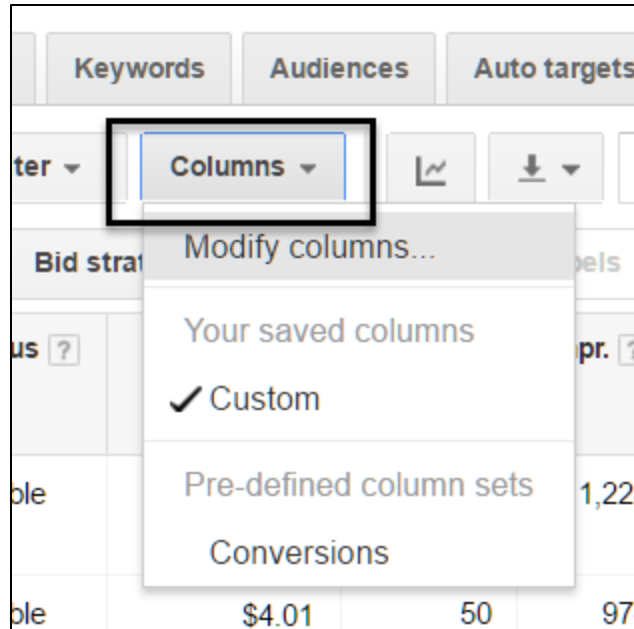 Keywords Audiences Auto targets
ter Columns
Modify columns...
Bid strat
bels
Your saved columns
us ?
pr. ?
Custom
Pre-defined column sets
ble
1,22
Conversions
ble $4.01 50 97